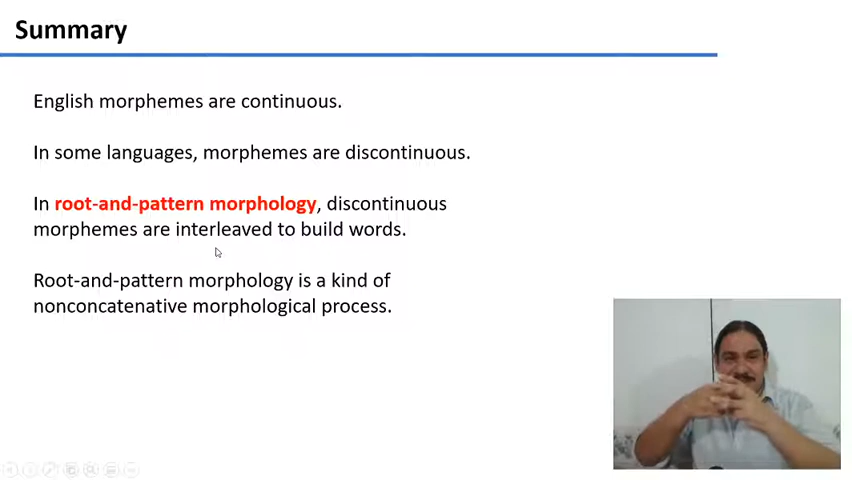 Summary
English morphemes are continuous.
In some languages, morphemes are discontinuous.
In root-and-pattern morphology, discontinuous
morphemes are interleaved to build words.
Root-and-pattern morphology is a kind of
nonconcatenative morphological process.